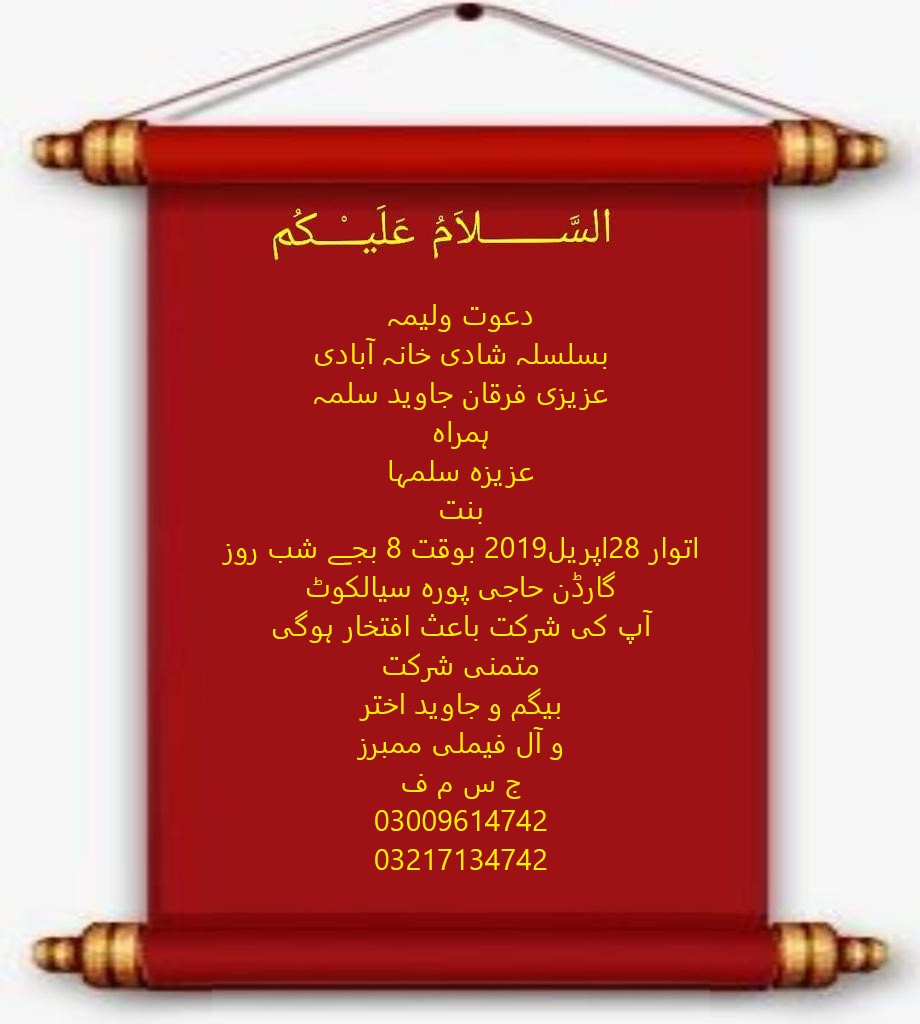 السَّـــــلاَمُ عَلَيـــْـكُم
دعوت ولیمہ
بسلسلہ شادی خانہ آبادی
عزیزی فرقان جاوید سلمہ
ہمراہ
عزیزہ سلمہا
بنت
اتوار 28اپریل2019 بوقت 8 بجے شب روز
گارڈن حاجی پورہ سیالکوٹ
آپ کی شرکت باعث افتخار ہوگی
متمنی شرکت
بیگم و جاوید اختر
و آل فیملی ممبرز
ج س م ف
03009614742
03217134742